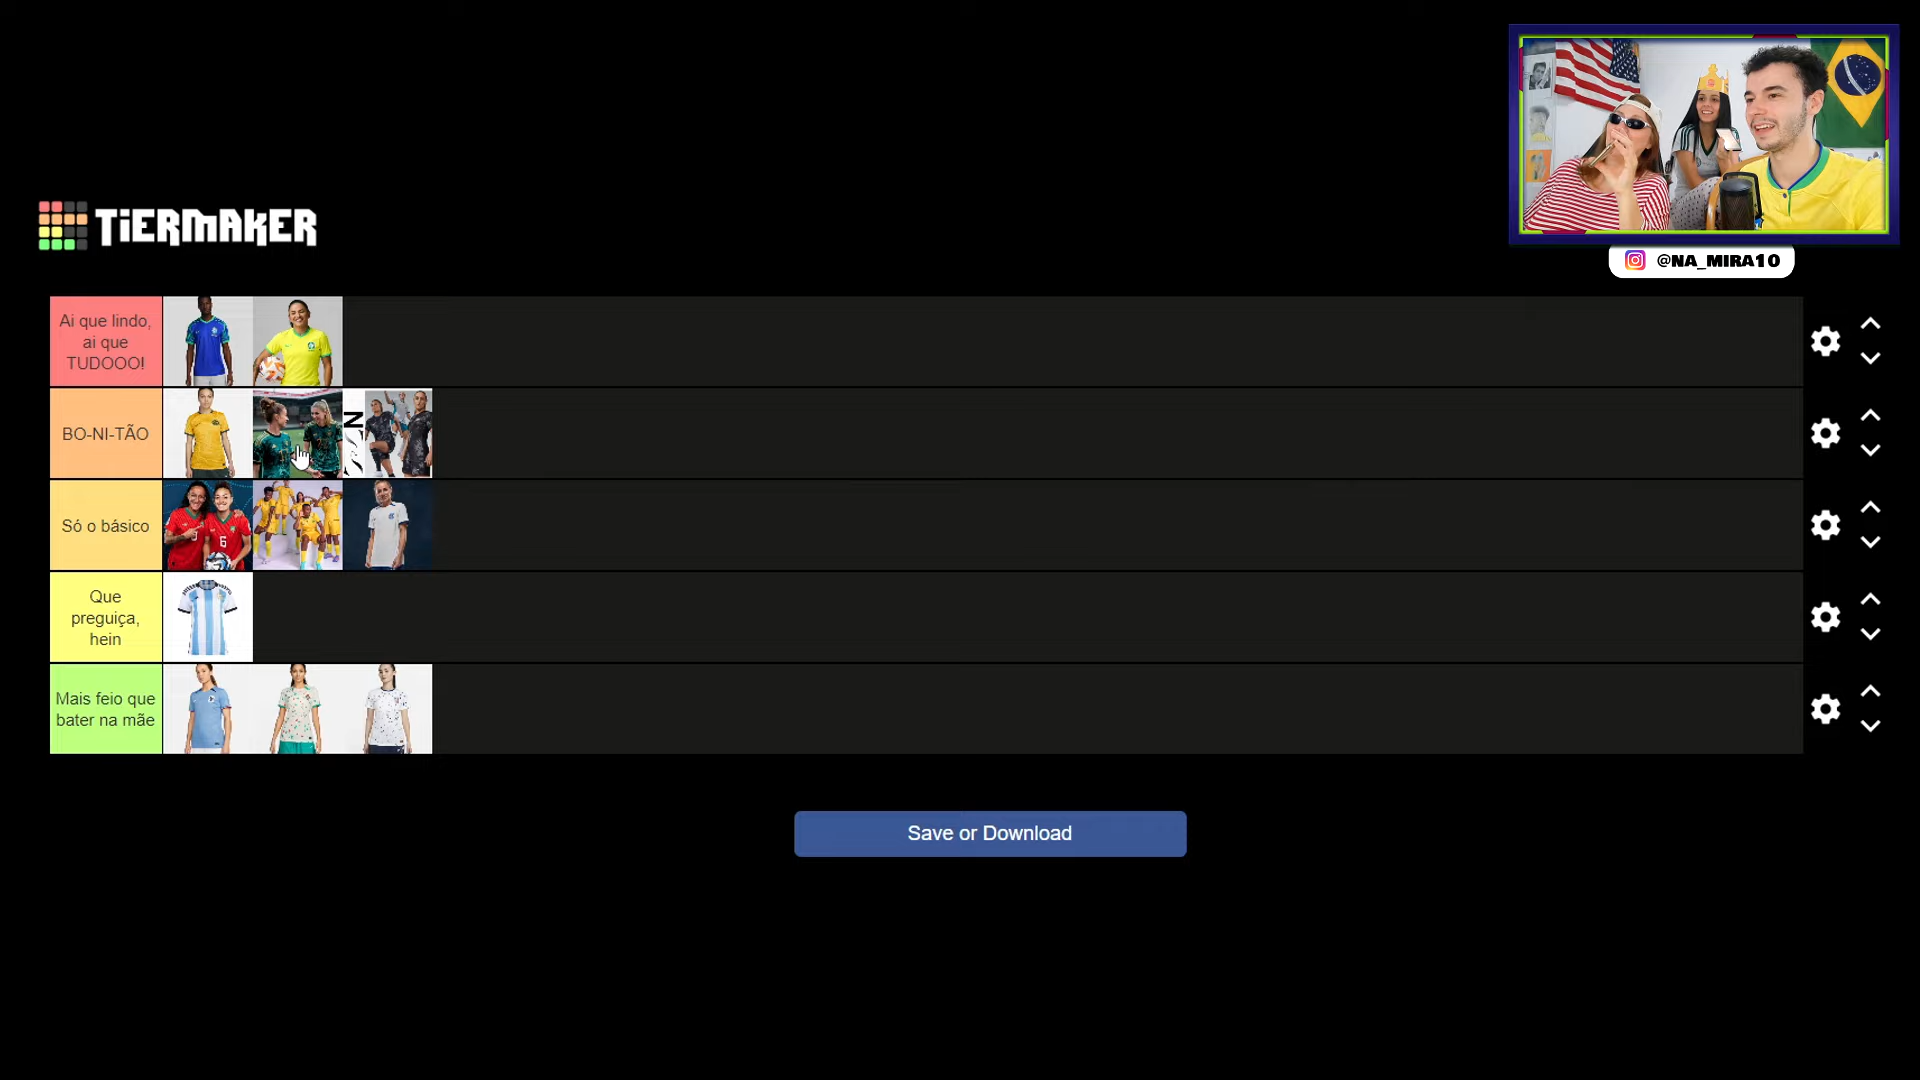 TiERMAKER
@NA_MIRA10
Ai que lindo,
ai que
TUDOOO!
BO-NI-TÃO
N
Só o básico
6
Que
preguiça,
hein
Mais feio que
bater na mãe
Save or Download